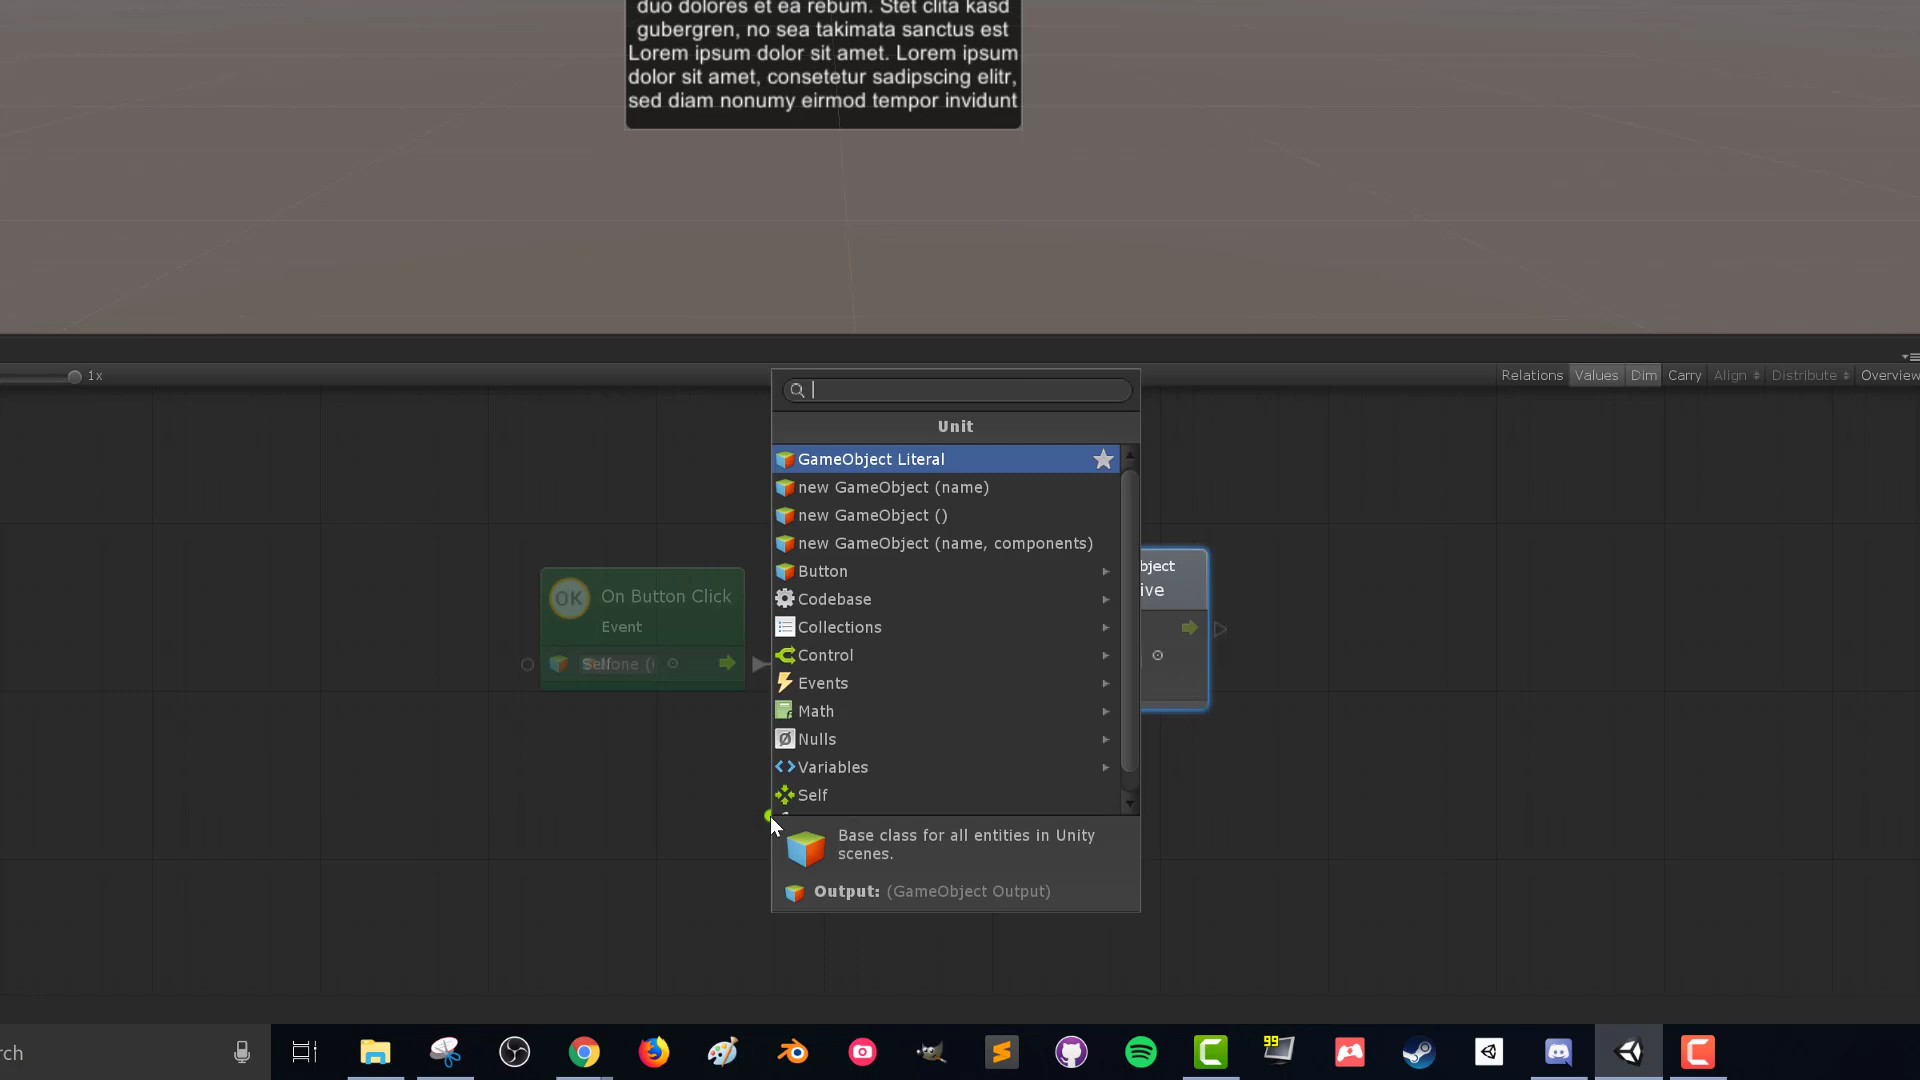 duo dolores et ea rebum. Stet clita kasd
gubergren, no sea takimata sanctus est
Lorem ipsum dolor sit amet. Lorem ipsum
dolor sit amet, consetetur sadipscing elitr,
sed diam nonumy eirmod tempor invidunt
1x
Relations Values Dim Carry Align Distribute Overview
Unit
GameObject Literal
new GameObject (name)
new GameObject ()
new GameObject (name, components)
Button
Codebase
Collections
Control
Events
Math
Nulls
Variables
Self
Base class for all entities in Unity
scenes.
Output: (GameObject Output)
OK
On Button Click
Event
Self
bject
ive
rch
99